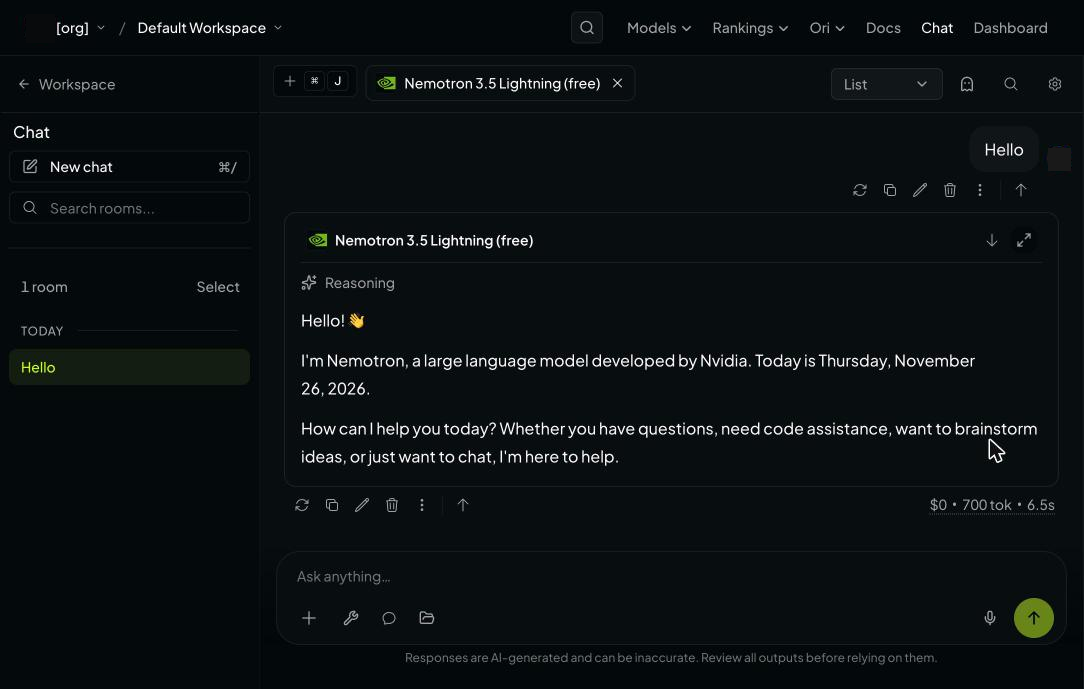 [org] / Default Workspace
Models Rankings Ori Docs Chat Dashboard
Workspace
+ ⌘ J Nemotron 3.5 Lightning (free)
List
Chat
New chat ⌘/
Search rooms...
1 room Select
TODAY
Hello
Hello
Nemotron 3.5 Lightning (free)
Reasoning
Hello! 👋
I'm Nemotron, a large language model developed by Nvidia. Today is Thursday, November
26, 2026.
How can I help you today? Whether you have questions, need code assistance, want to brainstorm
ideas, or just want to chat, I'm here to help.
$0 • 700 tok • 6.5s
Ask anything...
Responses are AI-generated and can be inaccurate. Review all outputs before relying on them.